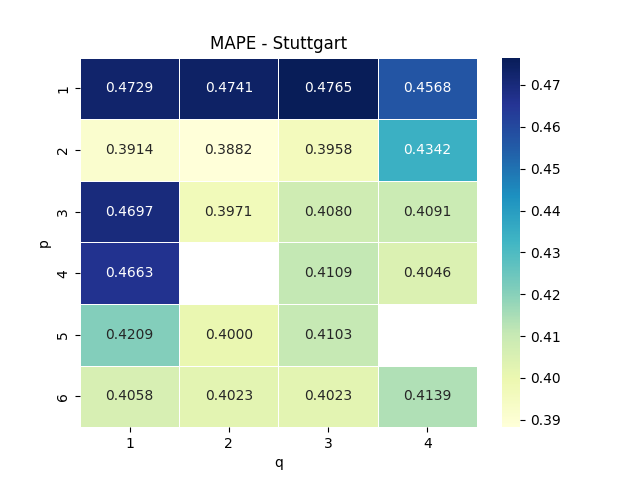 MAPE - Stuttgart
1 0.4729 0.4741 0.4765 0.4568
2 0.3914 0.3882 0.3958 0.4342
3 0.4697 0.3971 0.4080 0.4091
p
4 0.4663 0.4109 0.4046
5 0.4209 0.4000 0.4103
6 0.4058 0.4023 0.4023 0.4139
1 2 3 4
q
0.47
0.46
0.45
0.44
0.43
0.42
0.41
0.40
0.39